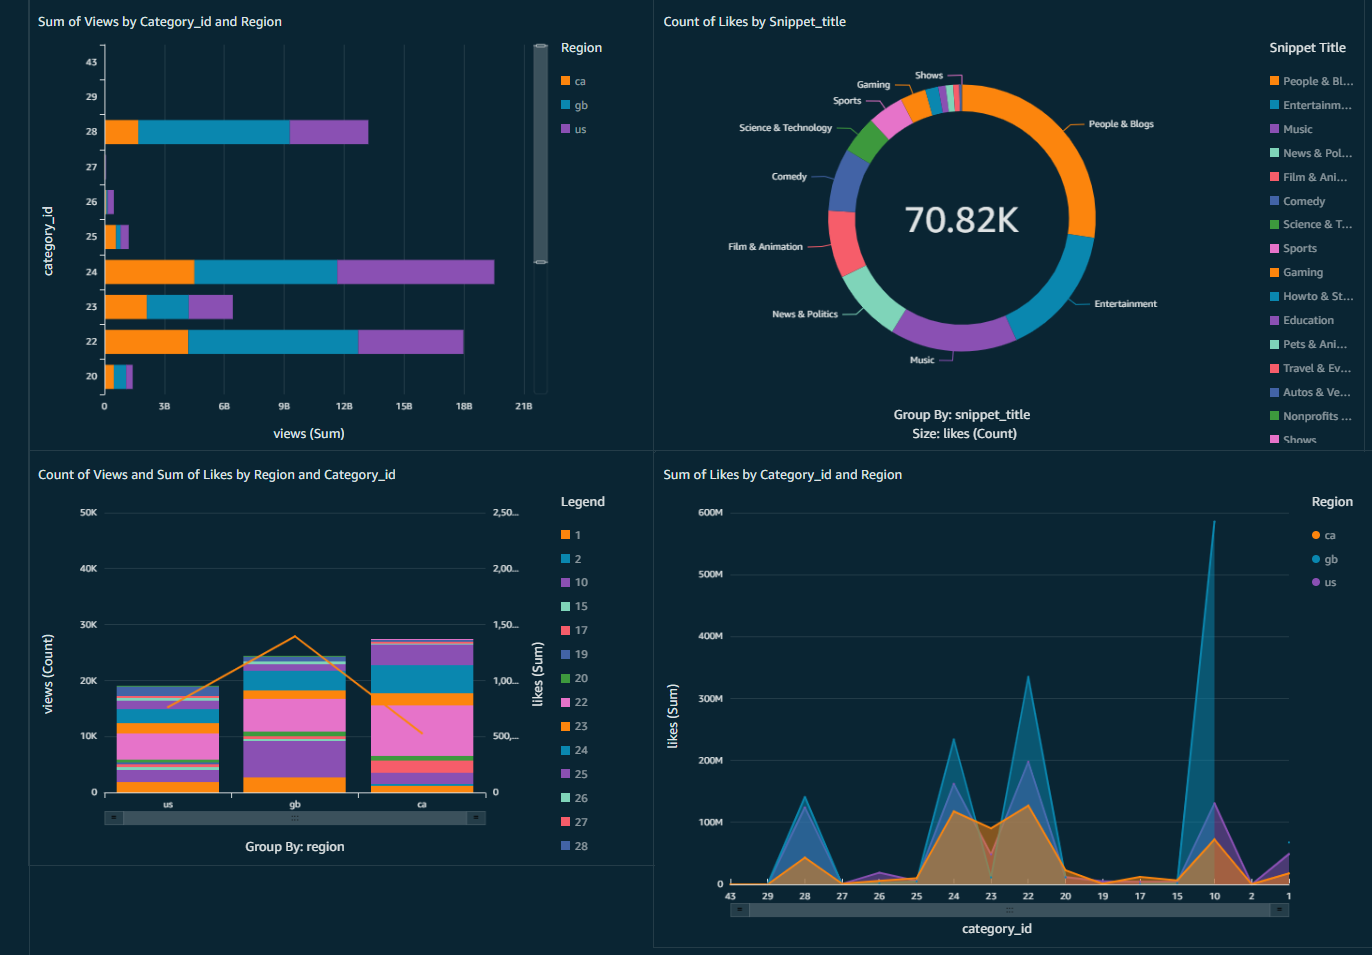 Sum of Views by Category_id and Region
category_id
43
29
28
27
26
25
24
23
22
20
0
3B
6B
9B
12B
15B
18B
21B
views (Sum)
Region
ca
gb
us
Count of Likes by Snippet_title
Shows
Gaming
Sports
Science & Technology
Comedy
Film & Animation
News & Politics
Music
Entertainment
People & Blogs
70.82K
Group By: snippet_title
Size: likes (Count)
Snippet Title
People & Bl...
Entertainm...
Music
News & Pol...
Film & Ani...
Comedy
Science & T...
Sports
Gaming
Howto & St...
Education
Pets & Ani...
Travel & Ev...
Autos & Ve...
Nonprofits ...
Shows
Count of Views and Sum of Likes by Region and Category_id
views (Count)
50K
40K
30K
20K
10K
0
us
gb
ca
Group By: region
2,50...
2,00...
1,50...
1,00...
500,...
0
likes (Sum)
Legend
1
2
10
15
17
19
20
22
23
24
25
26
27
28
Sum of Likes by Category_id and Region
likes (Sum)
600M
500M
400M
300M
200M
100M
0
43
29
28
27
26
25
24
23
22
20
19
17
15
10
2
1
category_id
Region
ca
gb
us